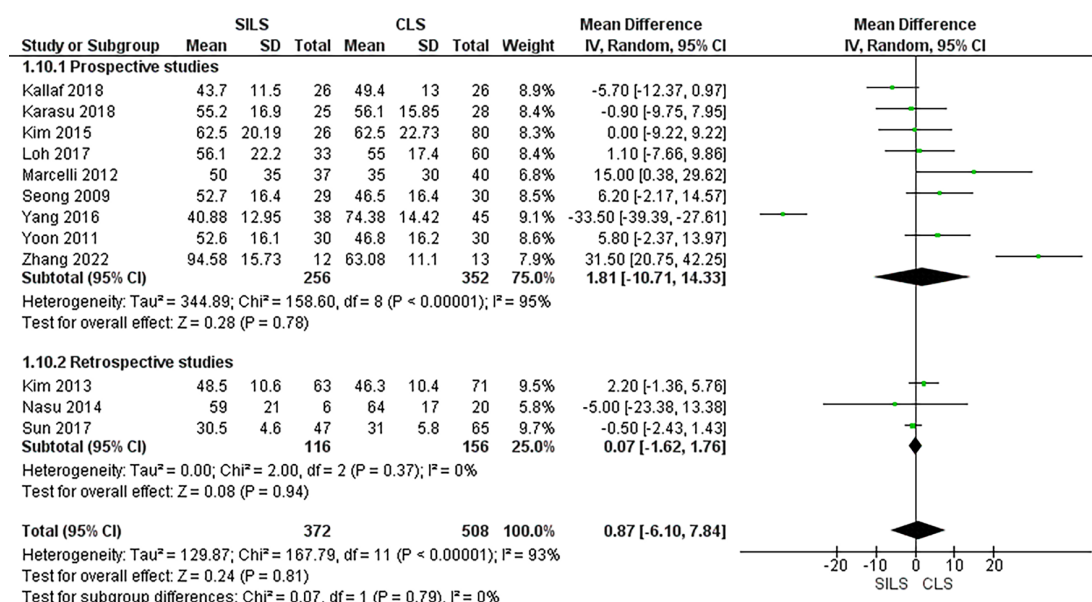 SILS CLS Mean Difference Mean Difference
Study or Subgroup Mean SD Total Mean SD Total Weight IV, Random, 95% CI IV, Random, 95% CI
1.10.1 Prospective studies
Kallaf 2018 43.7 11.5 26 49.4 13 26 8.9% -5.70 [-12.37, 0.97]
Karasu 2018 55.2 16.9 25 56.1 15.85 28 8.4% -0.90 [-9.75, 7.95]
Kim 2015 62.5 20.19 26 62.5 22.73 80 8.3% 0.00 [-9.22, 9.22]
Loh 2017 56.1 22.2 33 55 17.4 60 8.4% 1.10 [-7.66, 9.86]
Marcelli 2012 50 35 37 35 30 40 6.8% 15.00 [0.38, 29.62]
Seong 2009 52.7 16.4 29 46.5 16.4 30 8.5% 6.20 [-2.17, 14.57]
Yang 2016 40.88 12.95 38 74.38 14.42 45 9.1% -33.50 [-39.39, -27.61]
Yoon 2011 52.6 16.1 30 46.8 16.2 30 8.6% 5.80 [-2.37, 13.97]
Zhang 2022 94.58 15.73 12 63.08 11.1 13 7.9% 31.50 [20.75, 42.25]
Subtotal (95% CI) 256 352 75.0% 1.81 [-10.71, 14.33]
Heterogeneity: Tau² = 344.89; Chi² = 158.60, df = 8 (P < 0.00001); I² = 95%
Test for overall effect: Z = 0.28 (P = 0.78)
1.10.2 Retrospective studies
Kim 2013 48.5 10.6 63 46.3 10.4 71 9.5% 2.20 [-1.36, 5.76]
Nasu 2014 59 21 6 64 17 20 5.8% -5.00 [-23.38, 13.38]
Sun 2017 30.5 4.6 47 31 5.8 65 9.7% -0.50 [-2.43, 1.43]
Subtotal (95% CI) 116 156 25.0% 0.07 [-1.62, 1.76]
Heterogeneity: Tau² = 0.00; Chi² = 2.00, df = 2 (P = 0.37); I² = 0%
Test for overall effect: Z = 0.08 (P = 0.94)
Total (95% CI) 372 508 100.0% 0.87 [-6.10, 7.84]
Heterogeneity: Tau² = 129.87; Chi² = 167.79, df = 11 (P < 0.00001); I² = 93%
Test for overall effect: Z = 0.24 (P = 0.81)
Test for subgroup differences: Chi² = 0.07, df = 1 (P = 0.79), I² = 0%
-20 -10 0 10 20
SILS CLS